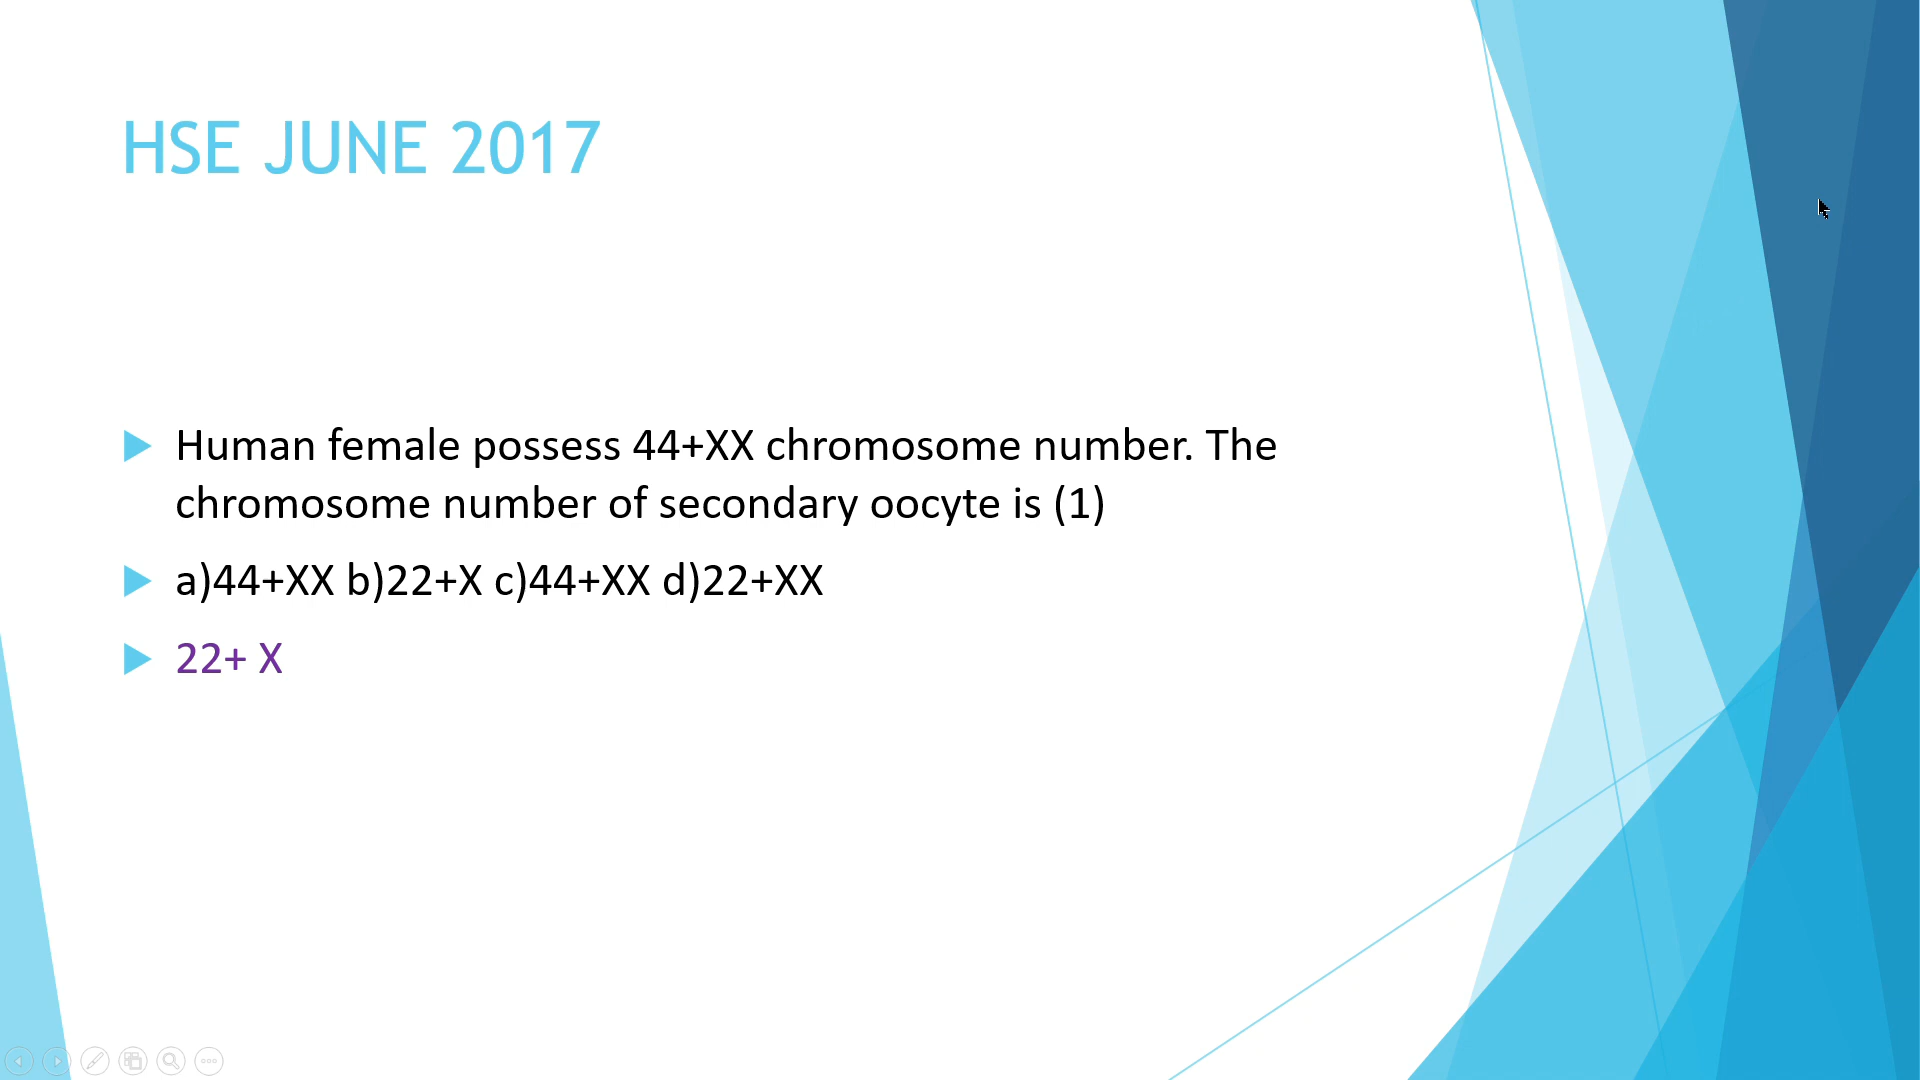 HSE JUNE 2017
Human female possess 44+XX chromosome number. The
chromosome number of secondary oocyte is (1)
a)44+XX b)22+X c)44+XX d)22+XX
22+ X